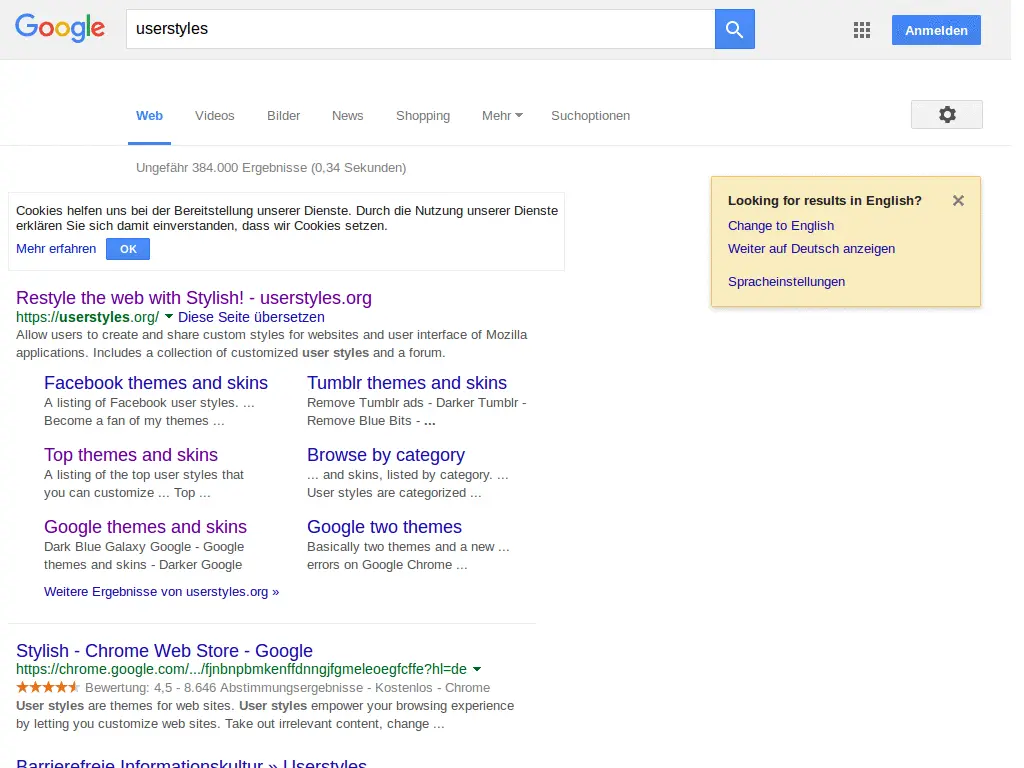 Google
userstyles
Anmelden
Web Videos Bilder News Shopping Mehr Suchoptionen
Ungefähr 384.000 Ergebnisse (0,34 Sekunden)
Cookies helfen uns bei der Bereitstellung unserer Dienste. Durch die Nutzung unserer Dienste
erklären Sie sich damit einverstanden, dass wir Cookies setzen.
Mehr erfahren OK
Looking for results in English?
Change to English
Weiter auf Deutsch anzeigen
Spracheinstellungen
Restyle the web with Stylish! - userstyles.org
https://userstyles.org/ Diese Seite übersetzen
Allow users to create and share custom styles for websites and user interface of Mozilla
applications. Includes a collection of customized user styles and a forum.
Facebook themes and skins
A listing of Facebook user styles. ...
Become a fan of my themes ...
Tumblr themes and skins
Remove Tumblr ads - Darker Tumblr -
Remove Blue Bits - ...
Top themes and skins
A listing of the top user styles that
you can customize ... Top ...
Browse by category
... and skins, listed by category. ...
User styles are categorized ...
Google themes and skins
Dark Blue Galaxy Google - Google
themes and skins - Darker Google
Google two themes
Basically two themes and a new ...
errors on Google Chrome ...
Weitere Ergebnisse von userstyles.org »
Stylish - Chrome Web Store - Google
https://chrome.google.com/.../fjnbnpbmkenffdnngjfgmeleoegfcffe?hl=de
Bewertung: 4,5 - 8.646 Abstimmungsergebnisse - Kostenlos - Chrome
User styles are themes for web sites. User styles empower your browsing experience
by letting you customize web sites. Take out irrelevant content, change ...
Barrierefreie Informationskultur » Userstyles